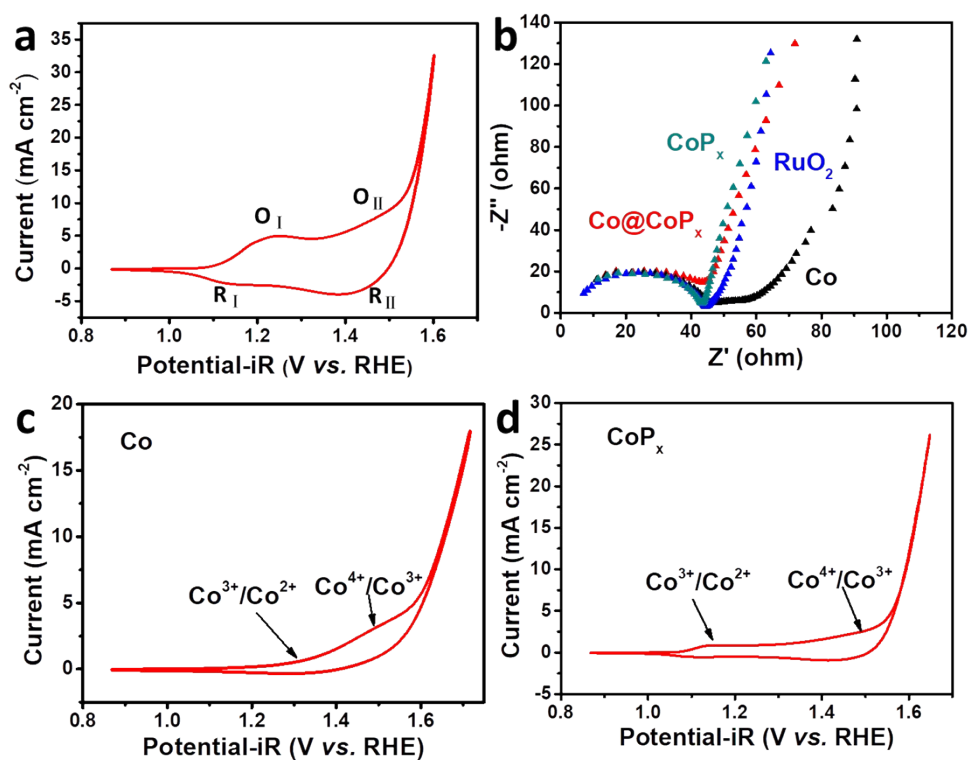 a
Current (mA cm⁻²)
35
30
25
20
15
10
5
0
-5
O I
O II
R I
R II
0.8 1.0 1.2 1.4 1.6
Potential-iR (V vs. RHE)
b
-Z'' (ohm)
140
120
100
80
60
40
20
0
CoPₓ
RuO₂
Co@CoPₓ
Co
0 20 40 60 80 100 120
Z' (ohm)
c
Current (mA cm⁻²)
20
15
10
5
0
Co
Co³⁺/Co²⁺
Co⁴⁺/Co³⁺
0.8 1.0 1.2 1.4 1.6
Potential-iR (V vs. RHE)
d
Current (mA cm⁻²)
30
25
20
15
10
5
0
-5
CoPₓ
Co³⁺/Co²⁺
Co⁴⁺/Co³⁺
0.8 1.0 1.2 1.4 1.6
Potential-iR (V vs. RHE)